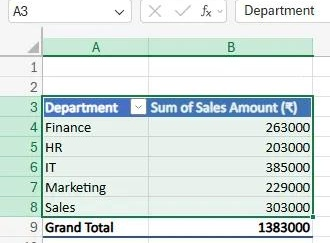 A3 fx Department
A B
1
2
3 Department Sum of Sales Amount (₹)
4 Finance 263000
5 HR 203000
6 IT 385000
7 Marketing 229000
8 Sales 303000
9 Grand Total 1383000